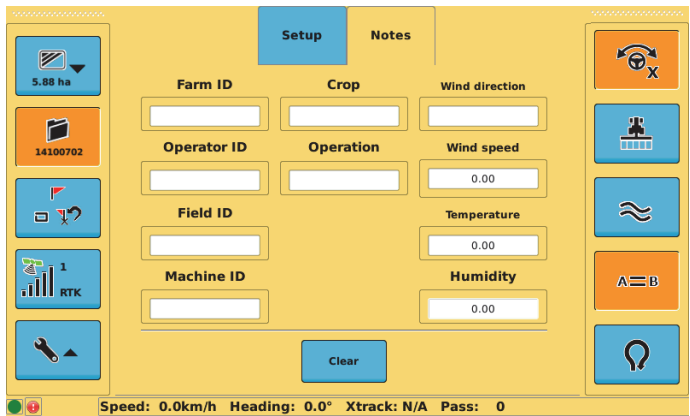 Setup Notes
5.88 ha
Farm ID Crop Wind direction
14100702
Operator ID Operation Wind speed
0.00
Field ID Temperature
0.00
1
RTK
Machine ID Humidity
0.00
X
A B
Clear
Speed: 0.0km/h Heading: 0.0° Xtrack: N/A Pass: 0